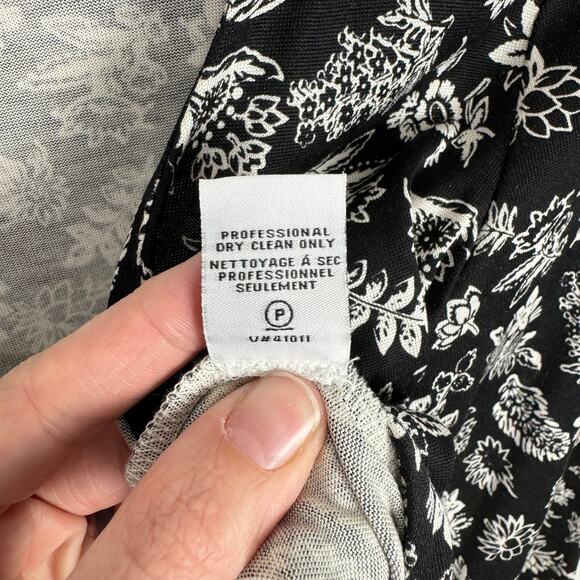 PROFESSIONAL
DRY CLEAN ONLY
NETTOYAGE Á SEC
PROFESSIONNEL
SEULEMENT
P
V#41011